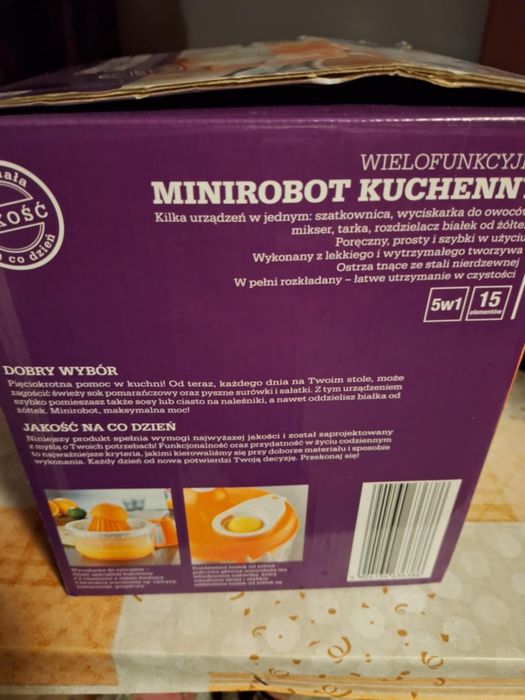 WIELOFUNKCYJ
MINIROBOT KUCHENN
Kilka urządzeń w jednym: szatkownica, wyciskarka do owoców
mikser, tarka, rozdzielacz białek od żółte
Poręczny, prosty i szybki w użyciu
Wykonany z lekkiego i wytrzymałego tworzywa
Ostrza tnące ze stali nierdzewnej
W pełni rozkładany – łatwe utrzymanie w czystości
5w1
15
elementów
ała
KOŚĆ
a co dzień
DOBRY WYBÓR
Pięciokrotna pomoc w kuchni! Od teraz, każdego dnia na Twoim stole, może
zagościć świeży sok pomarańczowy oraz pyszne surówki i sałatki. Z tym urządzeniem
szybko pomieszasz także sosy lub ciasto na naleśniki, a nawet oddzielisz białka od
żółtek. Minirobot, maksymalna moc!
JAKOŚĆ NA CO DZIEŃ
Niniejszy produkt spełnia wymogi najwyższej jakości i został zaprojektowany
z myślą o Twoich potrzebach! Funkcjonalność oraz przydatność w życiu codziennym
to najważniejsze kryteria, jakimi kierowaliśmy się przy doborze materiału i sposobie
wykonania. Każdy dzień od nowa potwierdzi Twoją decyzję. Przekonaj się!
Wyciskarka do cytrusów –